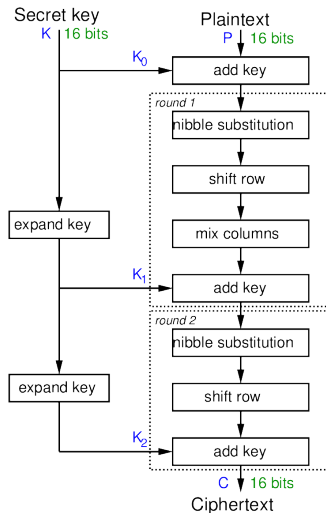 Secret key
K 16 bits
Plaintext
P 16 bits
K0
add key
round 1
nibble substitution
shift row
expand key
mix columns
K1
add key
round 2
nibble substitution
expand key
shift row
K2
add key
C 16 bits
Ciphertext